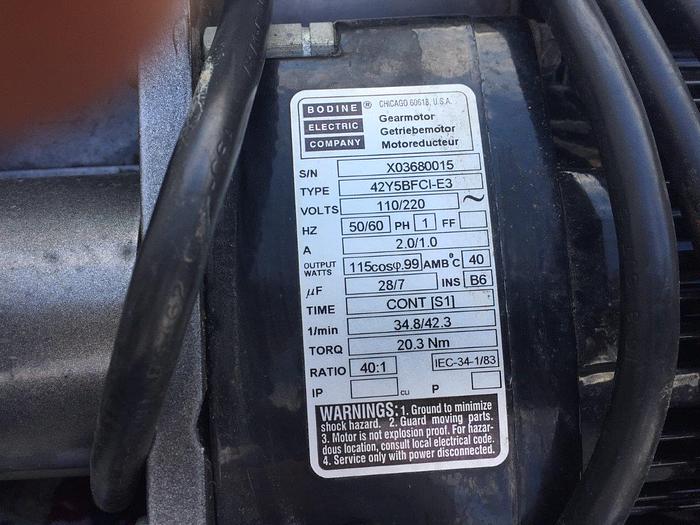 BODINE ® CHICAGO 60618, U.S.A.
ELECTRIC
COMPANY
Gearmotor
Getriebemotor
Motoreducteur
S/N X03680015
TYPE 42Y5BFCI-E3
VOLTS 110/220 ~
HZ 50/60 PH 1 FF
A 2.0/1.0
OUTPUT WATTS 115cosφ.99 AMB°C 40
µF 28/7 INS B6
TIME CONT [S1]
1/min 34.8/42.3
TORQ 20.3 Nm
RATIO 40:1 IEC-34-1/83
IP CLI P
WARNINGS: 1. Ground to minimize
shock hazard. 2. Guard moving parts.
3. Motor is not explosion proof. For hazar-
dous location, consult local electrical code.
4. Service only with power disconnected.